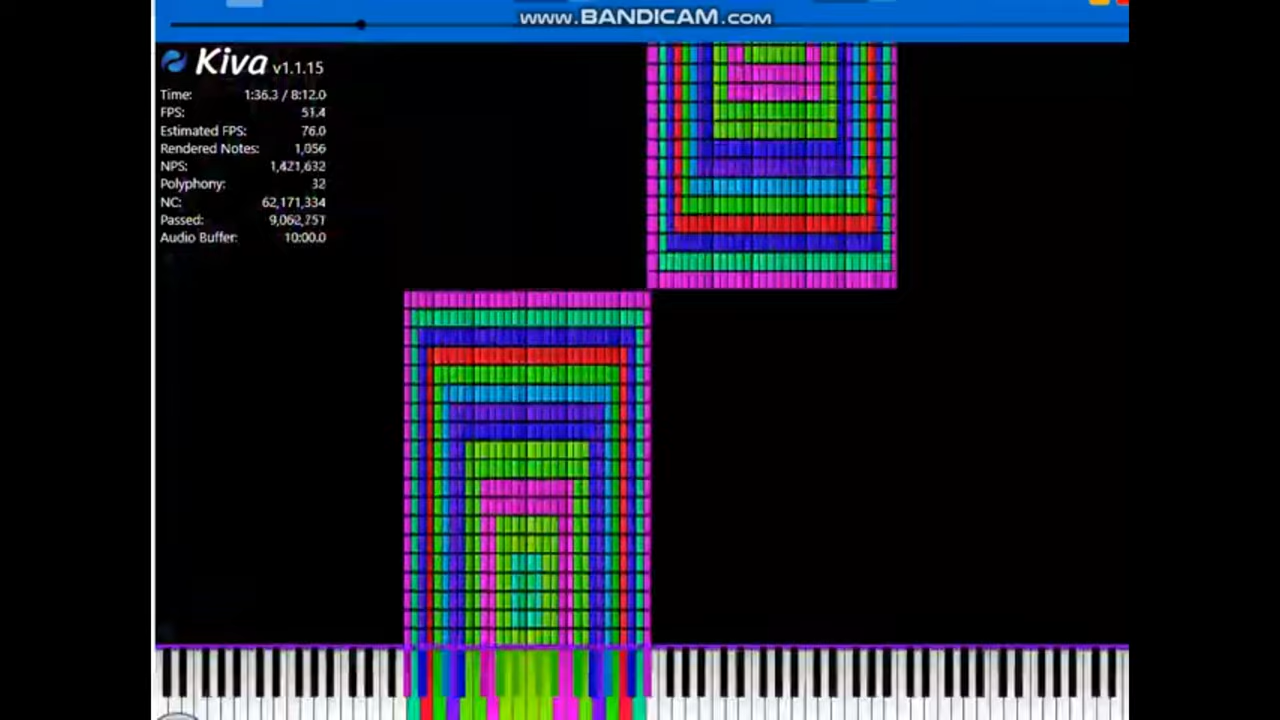 www.BANDICAM.com
Kiva v1.1.15
Time: 1:36.3 / 8:12.0
FPS: 51.4
Estimated FPS: 76.0
Rendered Notes: 1,056
NPS: 1,421,632
Polyphony: 32
NC: 62,171,334
Passed: 9,062,751
Audio Buffer: 10:00.0